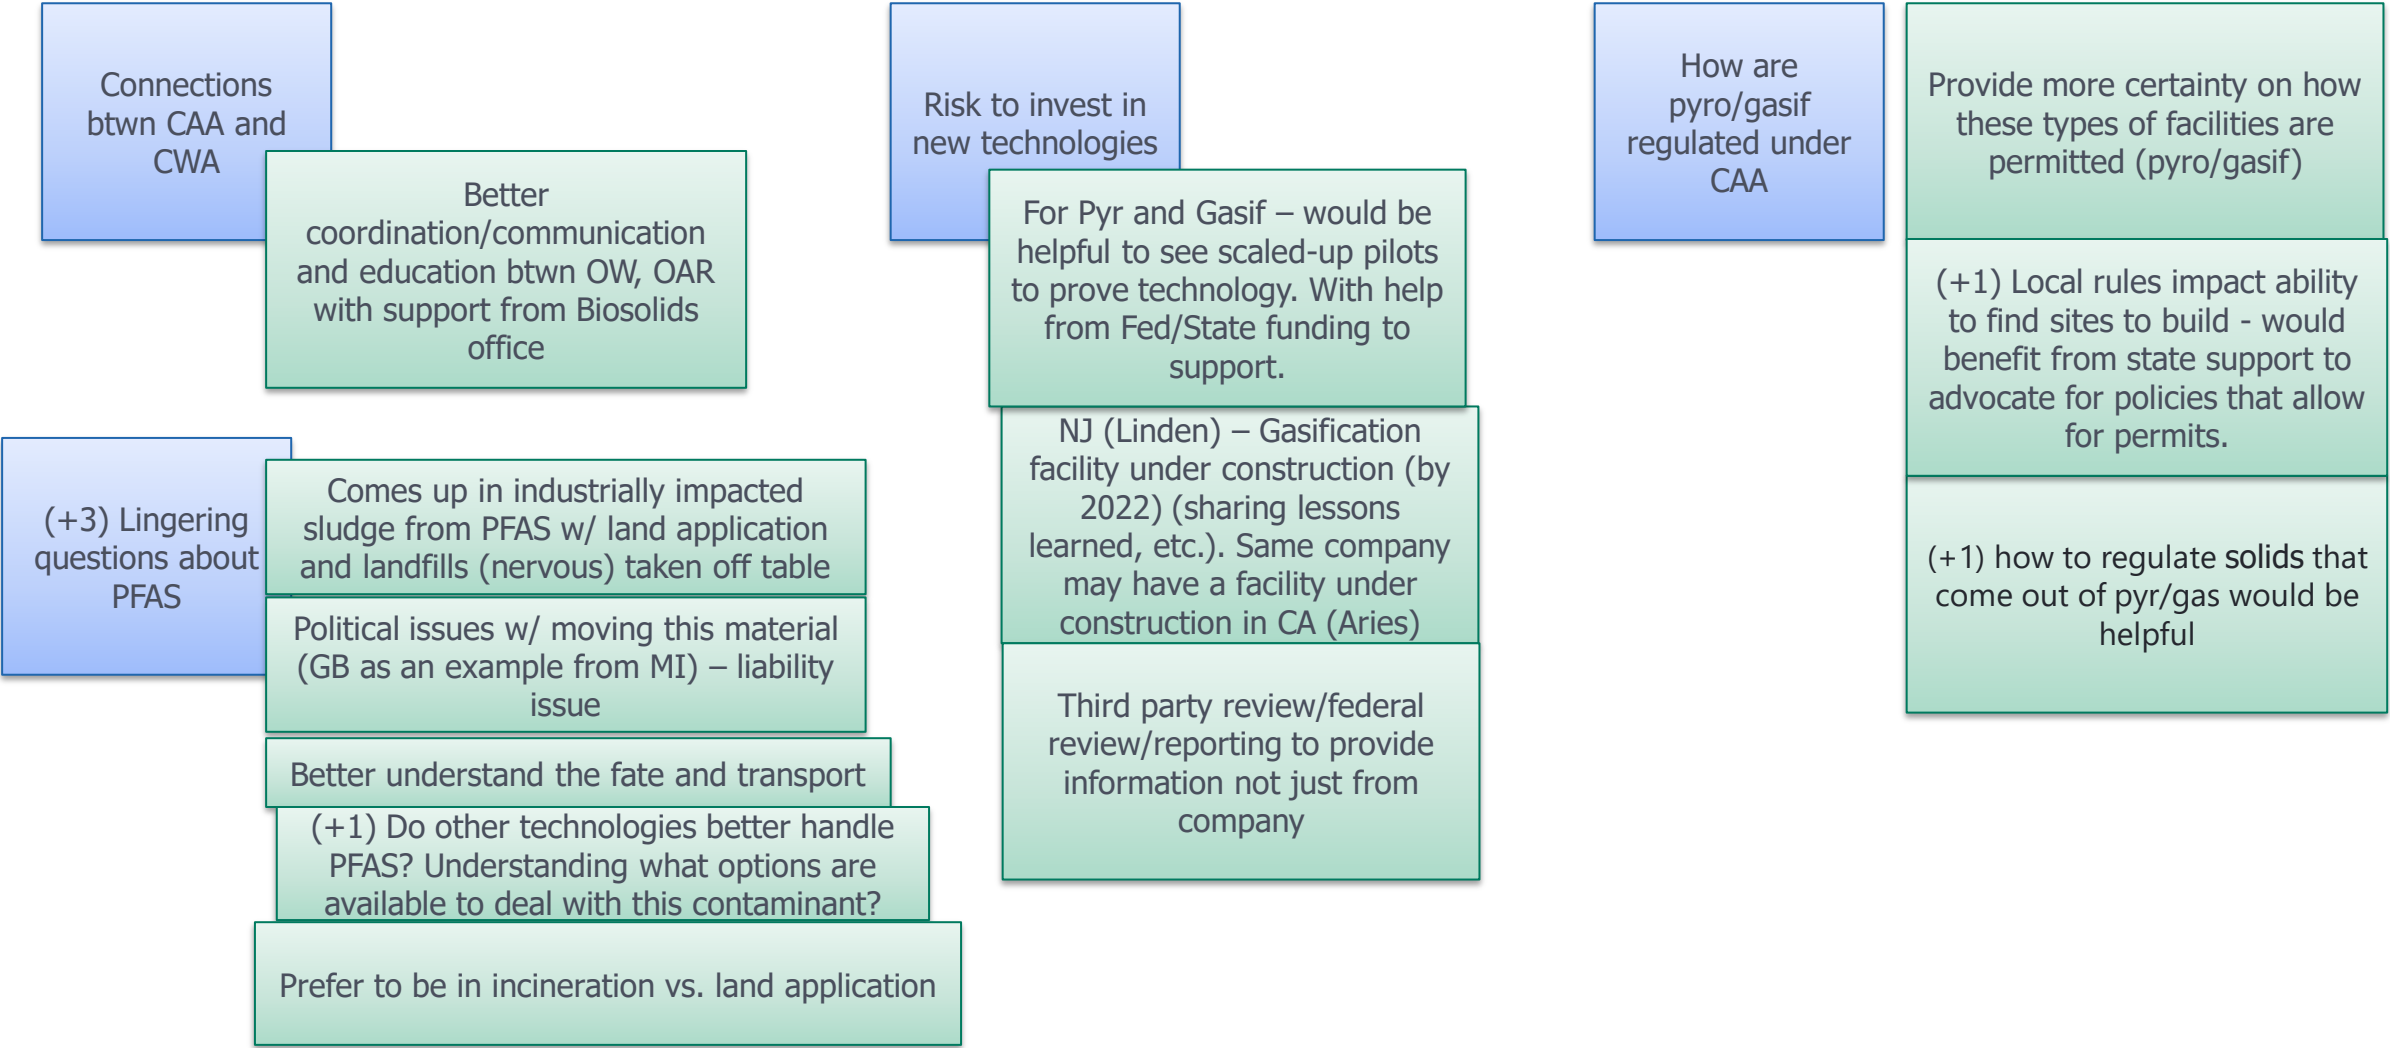 Connections
btwn CAA and
CWA
Better
coordination/communication
and education btwn OW, OAR
with support from Biosolids
office
(+3) Lingering
questions about
PFAS
Comes up in industrially impacted
sludge from PFAS w/ land application
and landfills (nervous) taken off table
Political issues w/ moving this material
(GB as an example from MI) – liability
issue
Better understand the fate and transport
(+1) Do other technologies better handle
PFAS? Understanding what options are
available to deal with this contaminant?
Prefer to be in incineration vs. land application
Risk to invest in
new technologies
For Pyr and Gasif – would be
helpful to see scaled-up pilots
to prove technology. With help
from Fed/State funding to
support.
NJ (Linden) – Gasification
facility under construction (by
2022) (sharing lessons
learned, etc.). Same company
may have a facility under
construction in CA (Aries)
Third party review/federal
review/reporting to provide
information not just from
company
How are
pyro/gasif
regulated under
CAA
Provide more certainty on how
these types of facilities are
permitted (pyro/gasif)
(+1) Local rules impact ability
to find sites to build - would
benefit from state support to
advocate for policies that allow
for permits.
(+1) how to regulate solids that
come out of pyr/gas would be
helpful